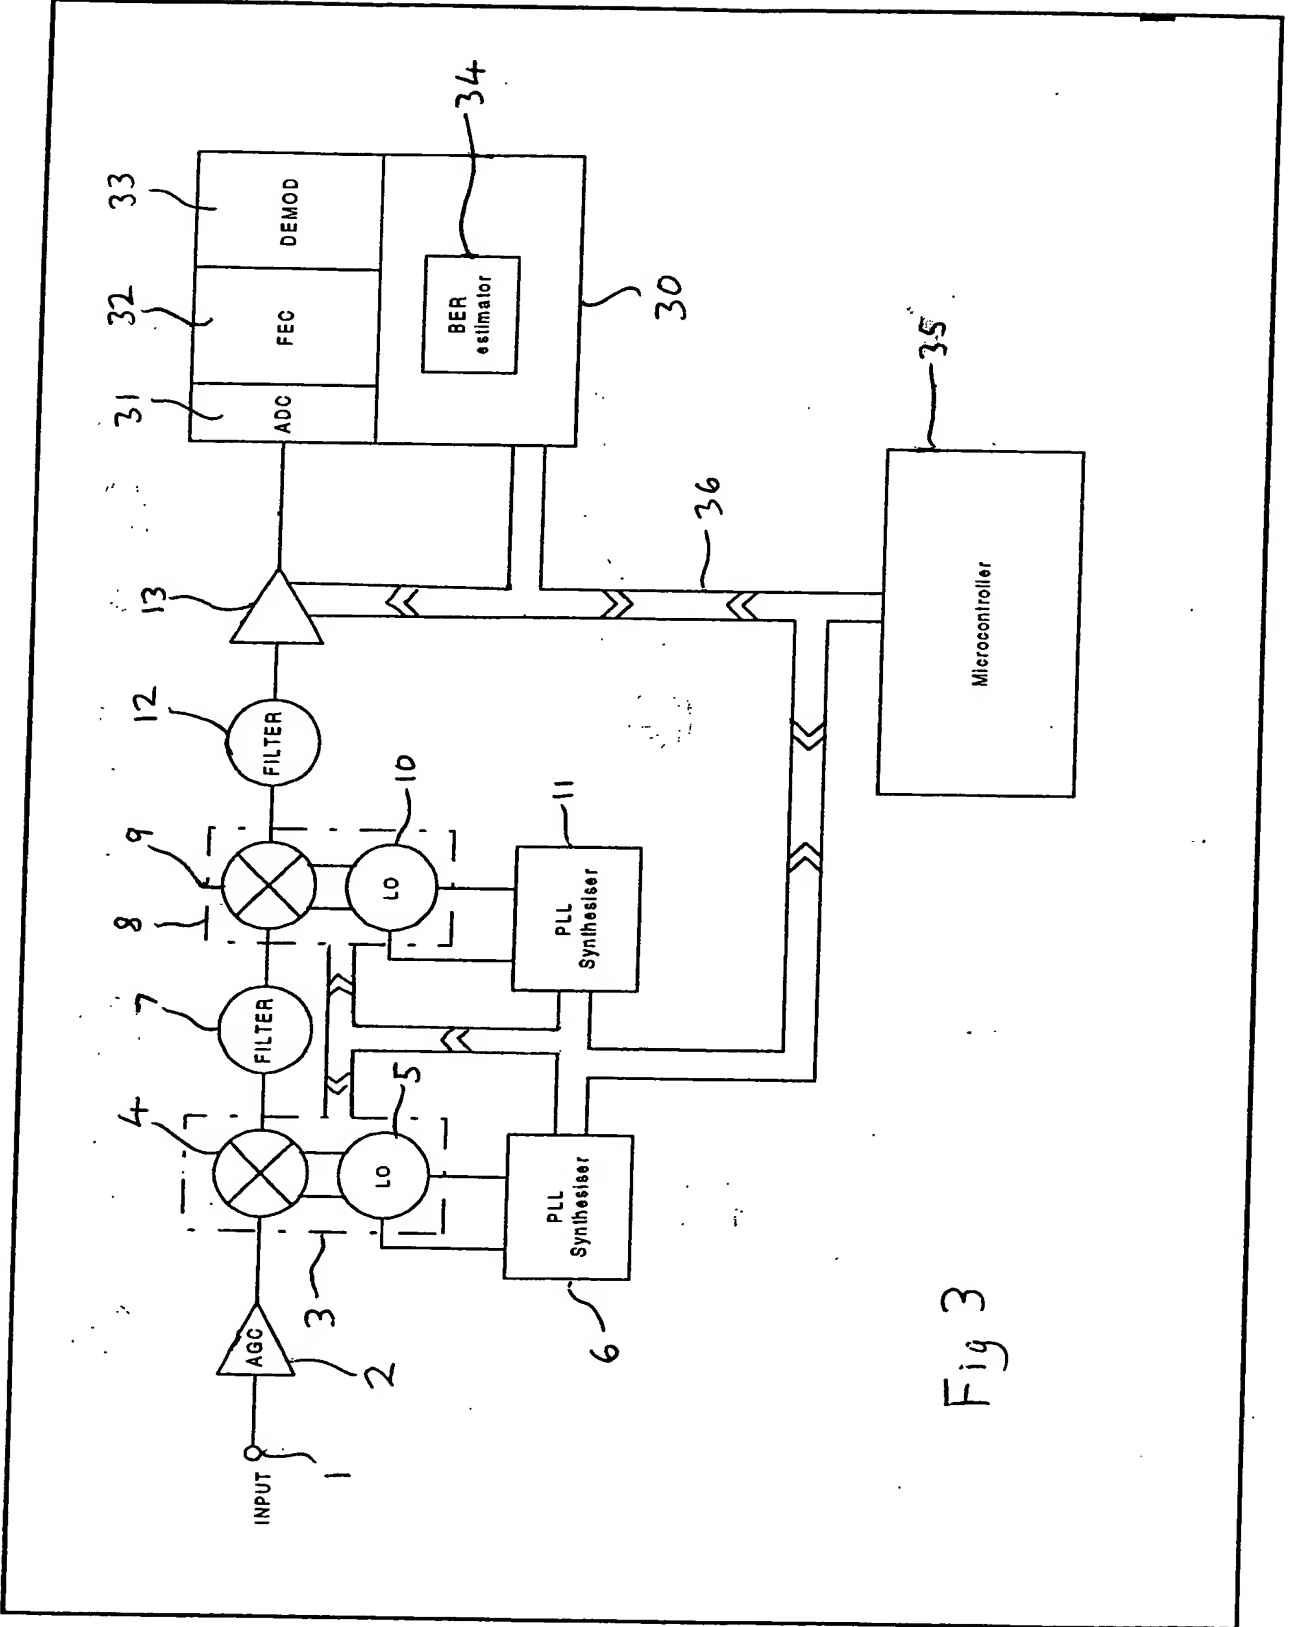 33
32
31
DEMOD
FEC
ADC
34
BER
estimator
30
13
12
FILTER
36
35
Microcontroller
9
8
10
LO
11
PLL
Synthesiser
7
FILTER
4
5
LO
PLL
Synthesiser
3
6
AGC
2
INPUT
1
Fig 3